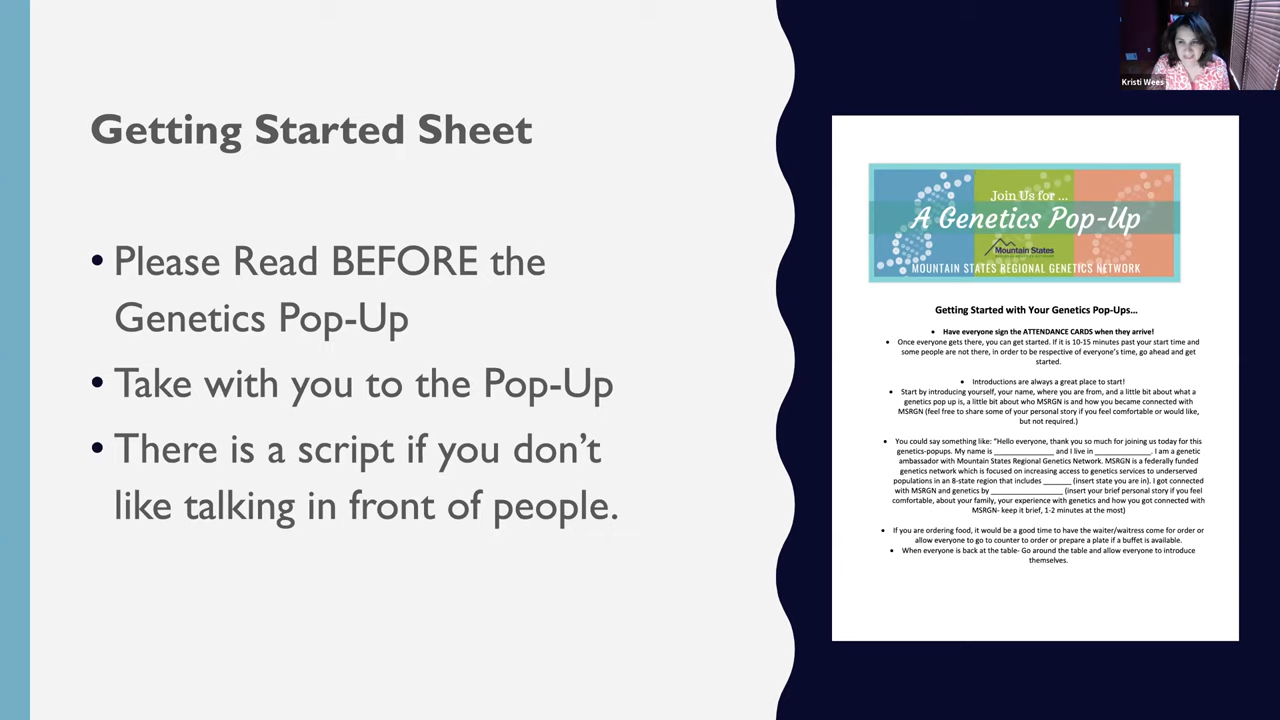 Getting Started Sheet
• Please Read BEFORE the
Genetics Pop-Up
• Take with you to the Pop-Up
• There is a script if you don’t
like talking in front of people.
Kristi Wees
Join Us for ...
A Genetics Pop-Up
Mountain States
MOUNTAIN STATES REGIONAL GENETICS NETWORK
Getting Started with Your Genetics Pop-Ups...
• Have everyone sign the ATTENDANCE CARDS when they arrive!
• Once everyone gets there, you can get started. If it is 10-15 minutes past your start time and
some people are not there, in order to be respective of everyone’s time, go ahead and get
started.
• Introductions are always a great place to start!
• Start by introducing yourself, your name, where you are from, and a little bit about what a
genetics pop up is, a little bit about who MSRGN is and how you became connected with
MSRGN (feel free to share some of your personal story if you feel comfortable or would like,
but not required.)
• You could say something like: “Hello everyone, thank you so much for joining us today for this
genetics-popups. My name is ______________ and I live in ______________. I am a genetic
ambassador with Mountain States Regional Genetics Network. MSRGN is a federally funded
genetics network which is focused on increasing access to genetics services to underserved
populations in an 8-state region that includes _______ (insert state you are in). I got connected
with MSRGN and genetics by _________________ (insert your brief personal story if you feel
comfortable, about your family, your experience with genetics and how you got connected with
MSRGN- keep it brief, 1-2 minutes at the most)
• If you are ordering food, it would be a good time to have the waiter/waitress come for order or
allow everyone to go to counter to order or prepare a plate if a buffet is available.
• When everyone is back at the table- Go around the table and allow everyone to introduce
themselves.